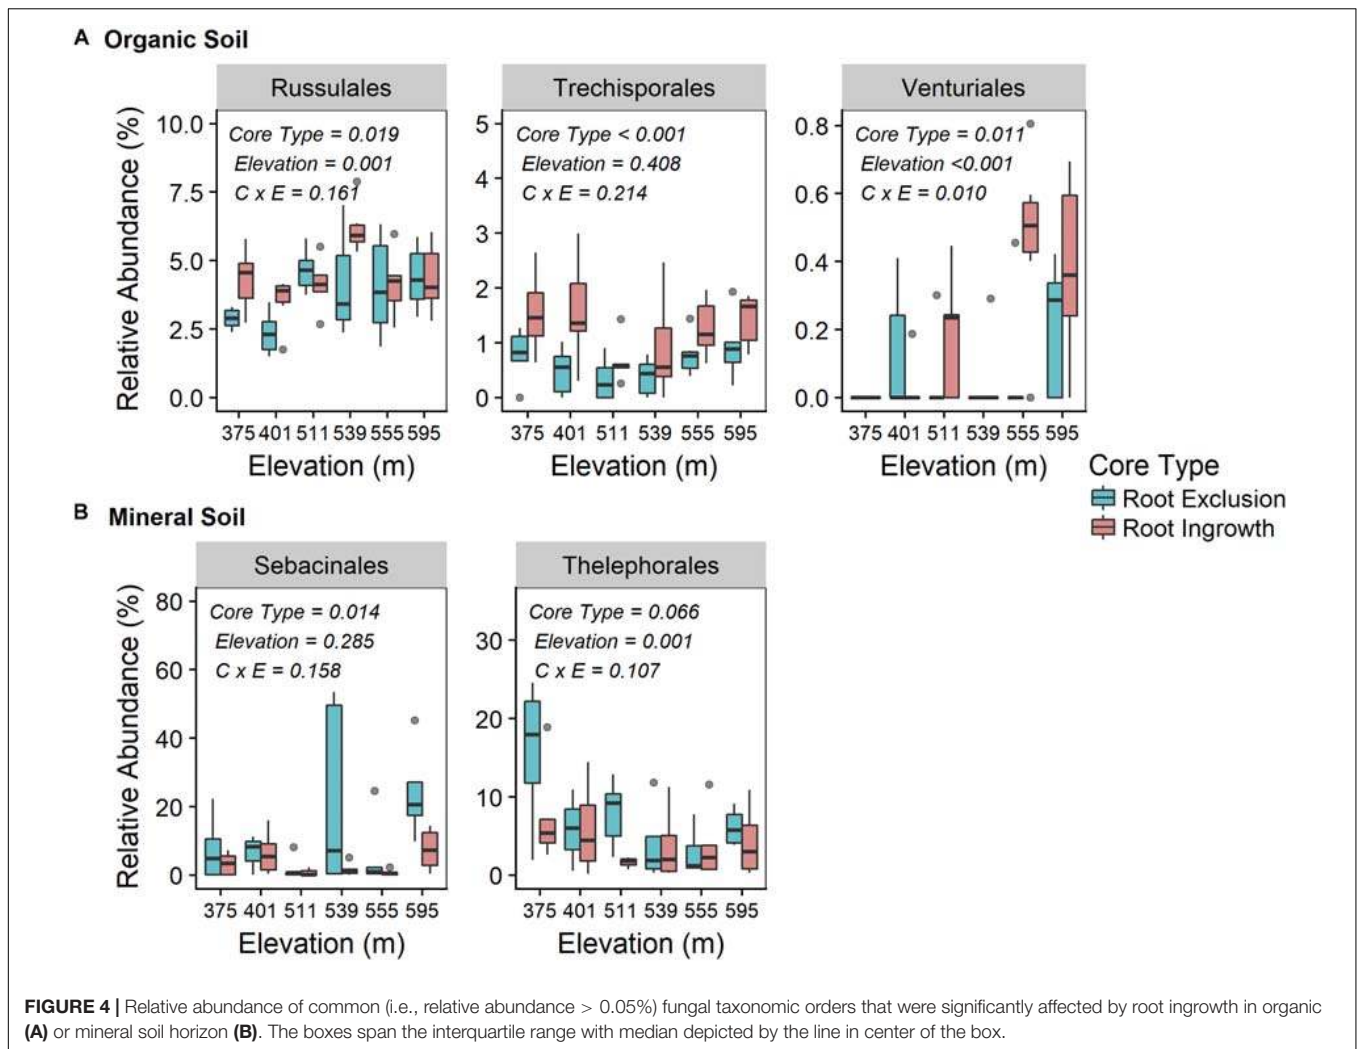 A Organic Soil
Russulales
Trechisporales
Venturiales
Relative Abundance (%)
10.0
7.5
5.0
2.5
0.0
Core Type = 0.019
Elevation = 0.001
C x E = 0.161
375 401 511 539 555 595
Elevation (m)
5
4
3
2
1
0
Core Type < 0.001
Elevation = 0.408
C x E = 0.214
375 401 511 539 555 595
Elevation (m)
0.8
0.6
0.4
0.2
0.0
Core Type = 0.011
Elevation <0.001
C x E = 0.010
375 401 511 539 555 595
Elevation (m)
Core Type
Root Exclusion
Root Ingrowth
B Mineral Soil
Sebacinales
Thelephorales
Relative Abundance (%)
80
60
40
20
0
Core Type = 0.014
Elevation = 0.285
C x E = 0.158
375 401 511 539 555 595
Elevation (m)
30
20
10
0
Core Type = 0.066
Elevation = 0.001
C x E = 0.107
375 401 511 539 555 595
Elevation (m)
FIGURE 4 | Relative abundance of common (i.e., relative abundance > 0.05%) fungal taxonomic orders that were significantly affected by root ingrowth in organic
(A) or mineral soil horizon (B). The boxes span the interquartile range with median depicted by the line in center of the box.